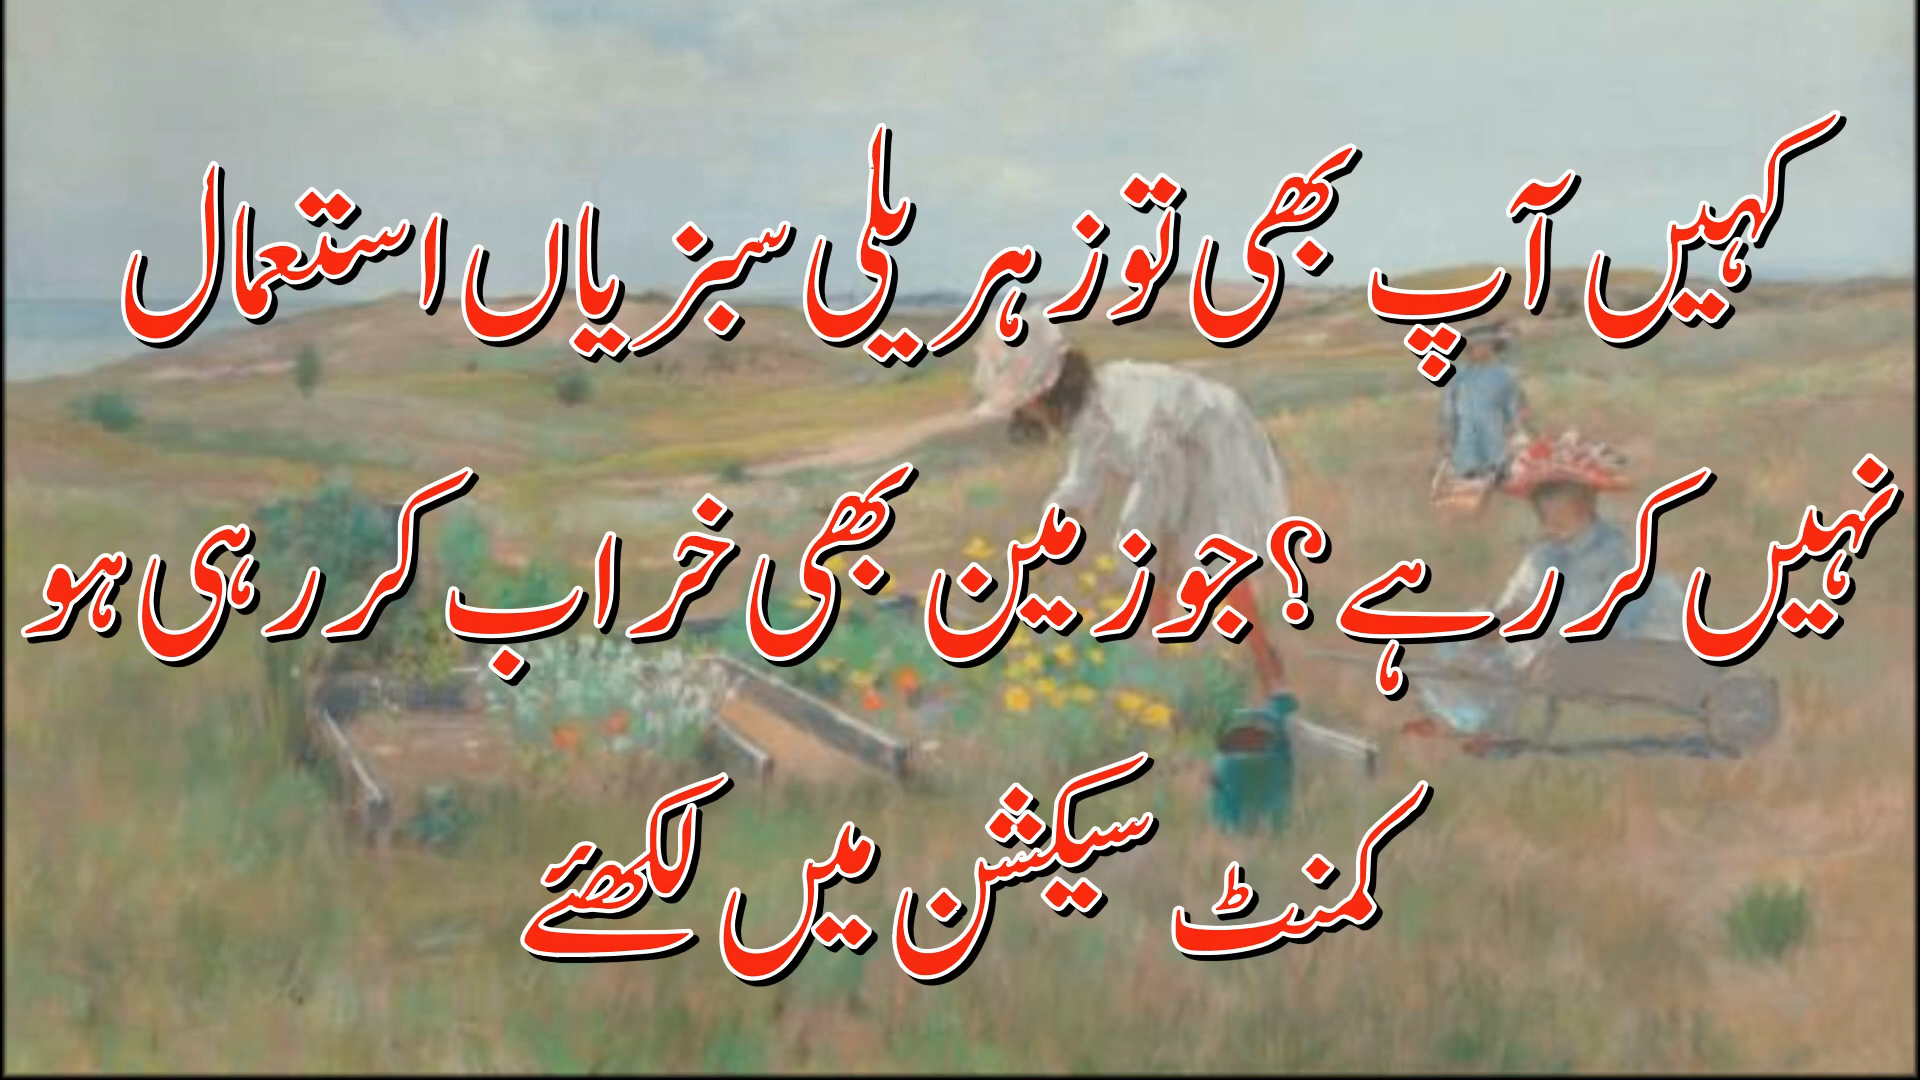 کہیں آپ بھی تو زہریلی سبزیاں استعمال
نہیں کر رہے؟ جو زمین بھی خراب کر رہی ہو
کمنٹ سیکشن میں لکھئے